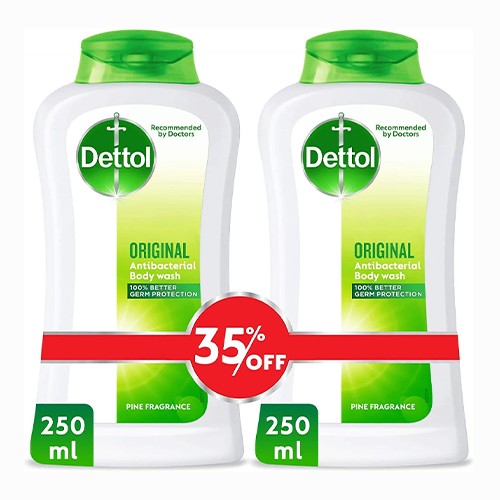 Recommended
by Doctors
Dettol
ORIGINAL
Antibacterial
Body wash
100% BETTER
GERM PROTECTION
PINE FRAGRANCE
250
ml
Recommended
by Doctors
Dettol
ORIGINAL
Antibacterial
Body wash
100% BETTER
GERM PROTECTION
PINE FRAGRANCE
250
ml
35% OFF